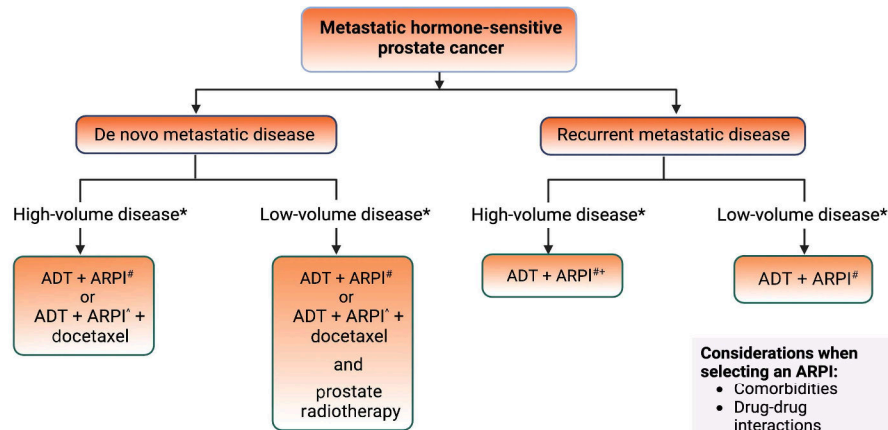 Metastatic hormone-sensitive
prostate cancer
De novo metastatic disease
Recurrent metastatic disease
High-volume disease*
Low-volume disease*
High-volume disease*
Low-volume disease*
ADT + ARPI#
or
ADT + ARPI^ +
docetaxel
ADT + ARPI#
or
ADT + ARPI^ +
docetaxel
and
prostate
radiotherapy
ADT + ARPI#+
ADT + ARPI#
Considerations when
selecting an ARPI:
• Comorbidities
• Drug-drug
interactions